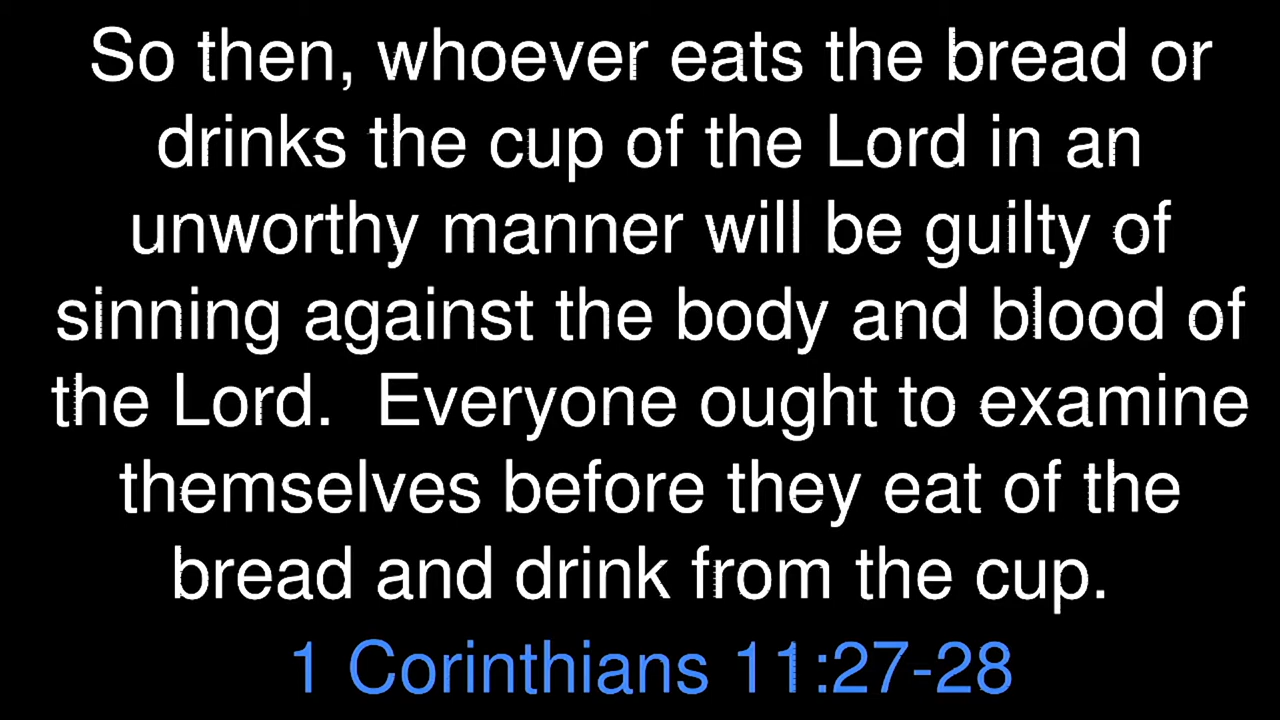 So then, whoever eats the bread or
drinks the cup of the Lord in an
unworthy manner will be guilty of
sinning against the body and blood of
the Lord.  Everyone ought to examine
themselves before they eat of the
bread and drink from the cup.
1 Corinthians 11:27-28